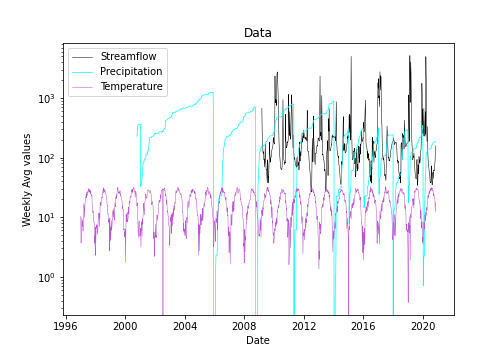 Data
Streamflow
Precipitation
Temperature
Weekly Avg values
10³
10²
10¹
10⁰
1996 2000 2004 2008 2012 2016 2020
Date